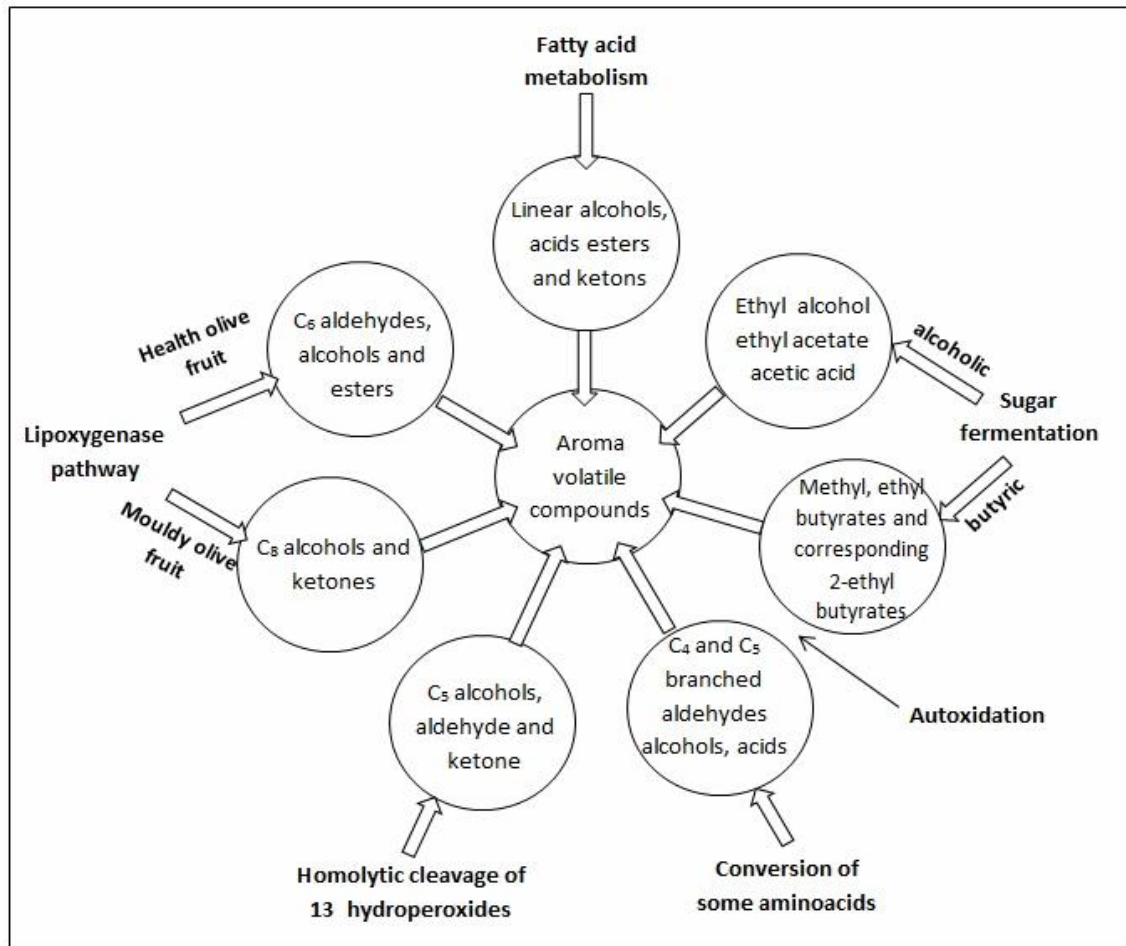 Fatty acid
metabolism
Linear alcohols,
acids esters
and ketons
Health olive
fruit
C₆ aldehydes,
alcohols and
esters
Ethyl alcohol
ethyl acetate
acetic acid
alcoholic
Sugar
fermentation
Lipoxygenase
pathway
Aroma
volatile
compounds
Mouldy olive
fruit
C₈ alcohols and
ketones
Methyl, ethyl
butyrates and
corresponding
2-ethyl
butyrates
butyric
C₅ alcohols,
aldehyde and
ketone
C₄ and C₅
branched
aldehydes
alcohols, acids
Autoxidation
Homolytic cleavage of
13 hydroperoxides
Conversion of
some aminoacids